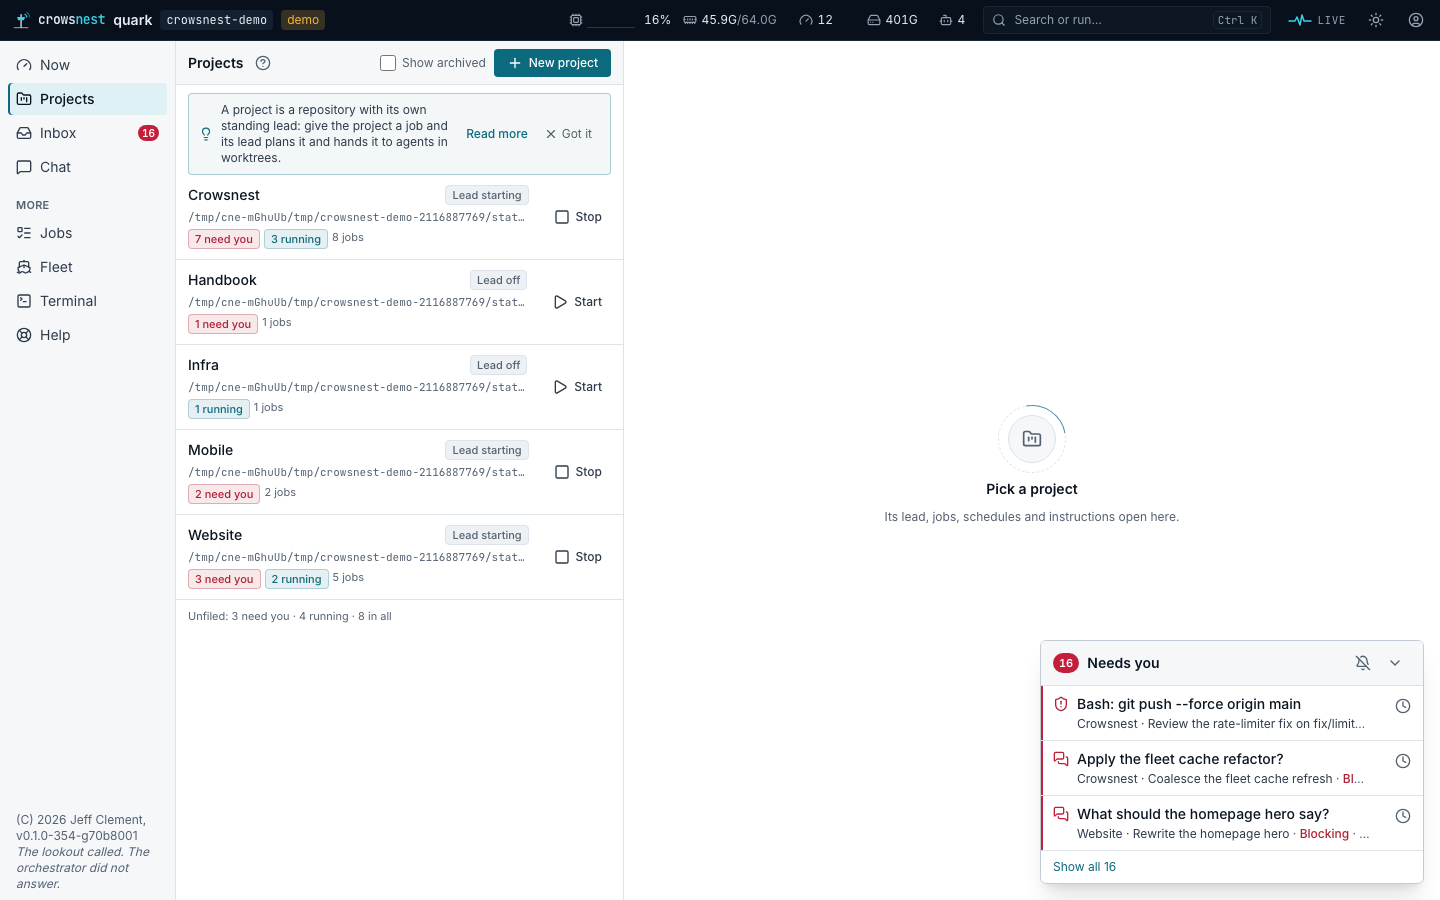 crowsnest quark crowsnest-demo demo
16% 45.9G/64.0G 12 401G 4
Search or run... Ctrl K
LIVE
Now
Projects
Inbox 16
Chat
MORE
Jobs
Fleet
Terminal
Help
(C) 2026 Jeff Clement,
v0.1.0-354-g70b8001
The lookout called. The
orchestrator did not
answer.
Projects Show archived New project
A project is a repository with its own
standing lead: give the project a job and
its lead plans it and hands it to agents in
worktrees.
Read more Got it
Crowsnest Lead starting
/tmp/cne-mGhuUb/tmp/crowsnest-demo-2116887769/stat… Stop
7 need you 3 running 8 jobs
Handbook Lead off
/tmp/cne-mGhuUb/tmp/crowsnest-demo-2116887769/stat… Start
1 need you 1 jobs
Infra Lead off
/tmp/cne-mGhuUb/tmp/crowsnest-demo-2116887769/stat… Start
1 running 1 jobs
Mobile Lead starting
/tmp/cne-mGhuUb/tmp/crowsnest-demo-2116887769/stat… Stop
2 need you 2 jobs
Website Lead starting
/tmp/cne-mGhuUb/tmp/crowsnest-demo-2116887769/stat… Stop
3 need you 2 running 5 jobs
Unfiled: 3 need you · 4 running · 8 in all
Pick a project
Its lead, jobs, schedules and instructions open here.
16 Needs you
Bash: git push --force origin main
Crowsnest · Review the rate-limiter fix on fix/limit…
Apply the fleet cache refactor?
Crowsnest · Coalesce the fleet cache refresh · Bl…
What should the homepage hero say?
Website · Rewrite the homepage hero · Blocking · …
Show all 16